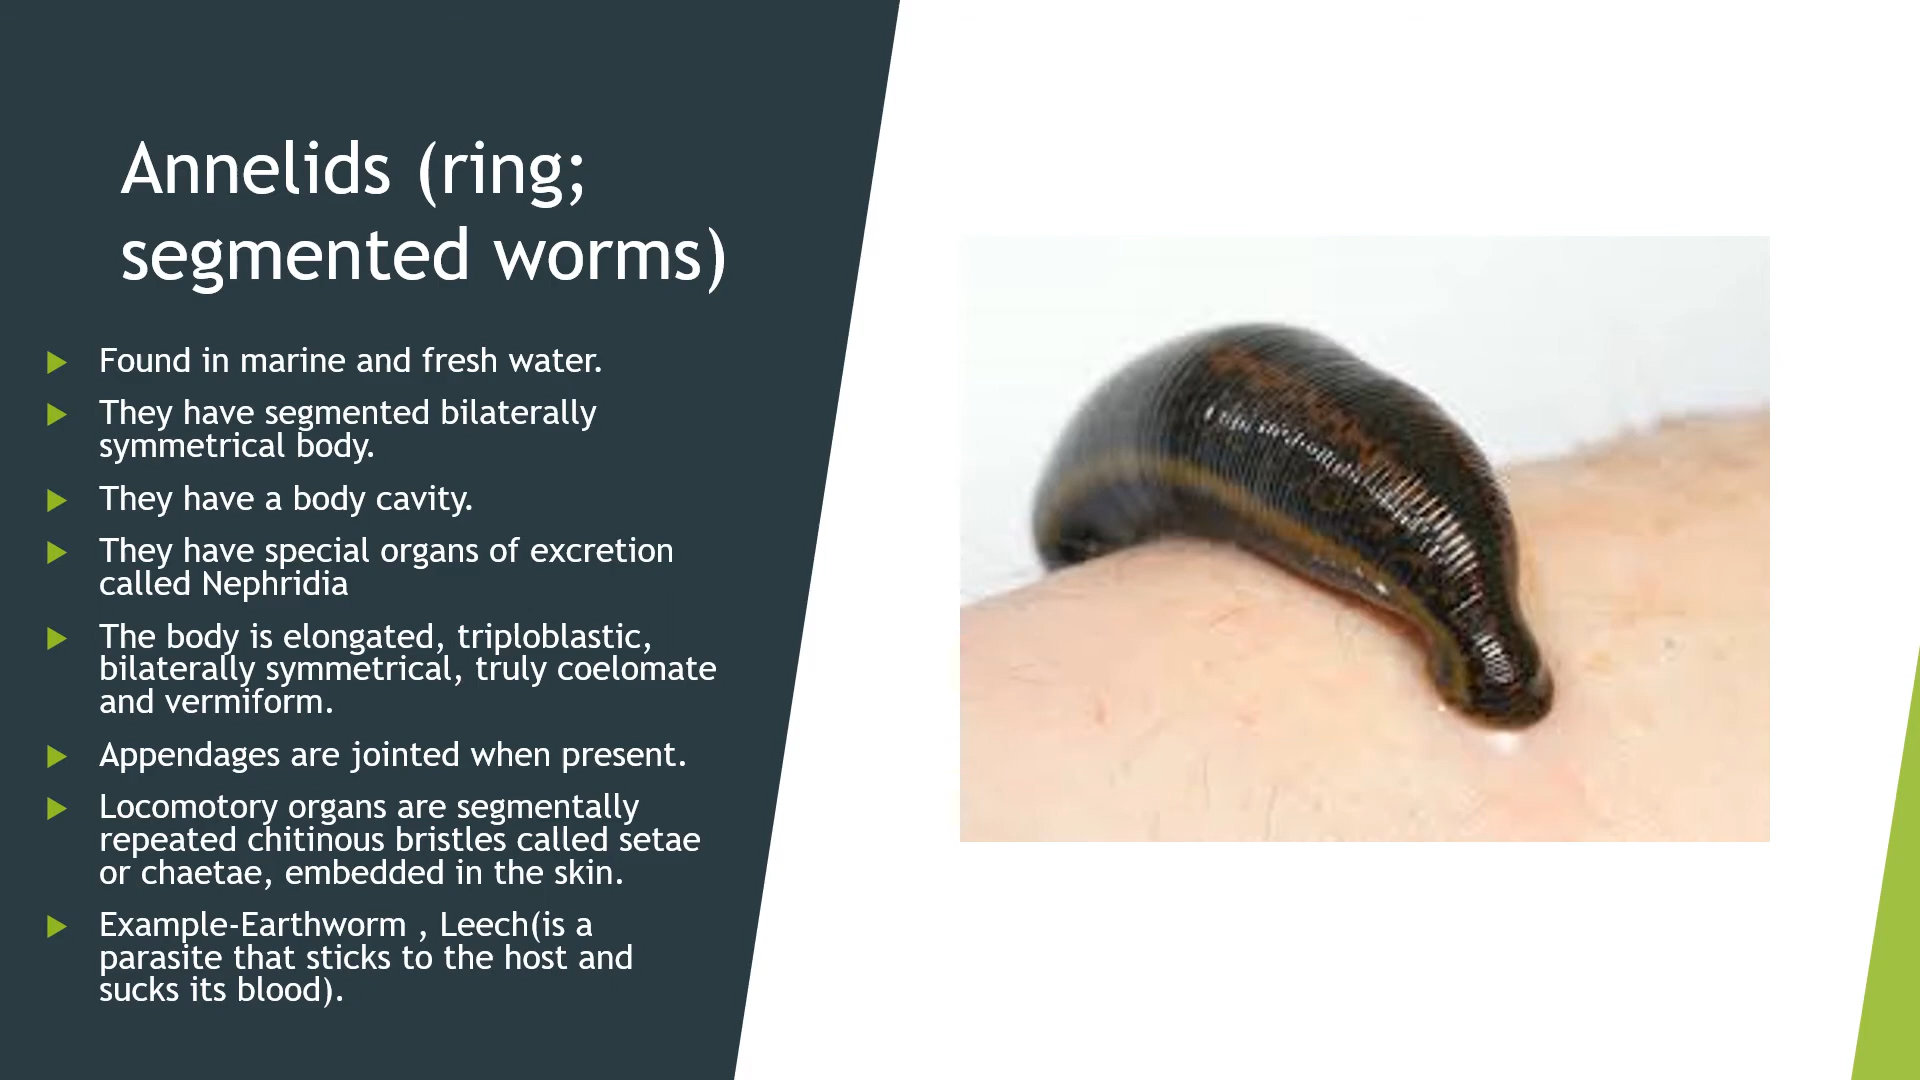 Annelids (ring;
segmented worms)
Found in marine and fresh water.
They have segmented bilaterally
symmetrical body.
They have a body cavity.
They have special organs of excretion
called Nephridia
The body is elongated, triploblastic,
bilaterally symmetrical, truly coelomate
and vermiform.
Appendages are jointed when present.
Locomotory organs are segmentally
repeated chitinous bristles called setae
or chaetae, embedded in the skin.
Example-Earthworm , Leech(is a
parasite that sticks to the host and
sucks its blood).